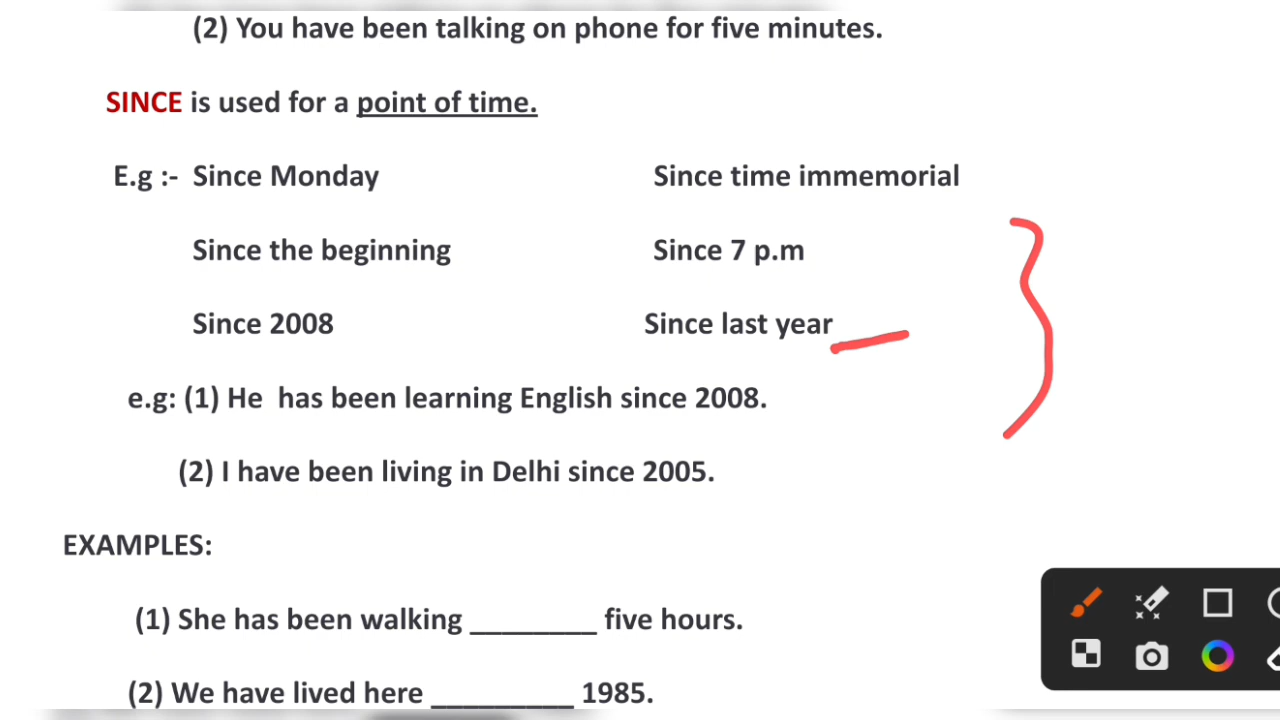 (2) You have been talking on phone for five minutes.
SINCE is used for a point of time.
E.g :- Since Monday Since time immemorial
Since the beginning Since 7 p.m
Since 2008 Since last year
e.g: (1) He has been learning English since 2008.
(2) I have been living in Delhi since 2005.
EXAMPLES:
(1) She has been walking ________ five hours.
(2) We have lived here _________ 1985.